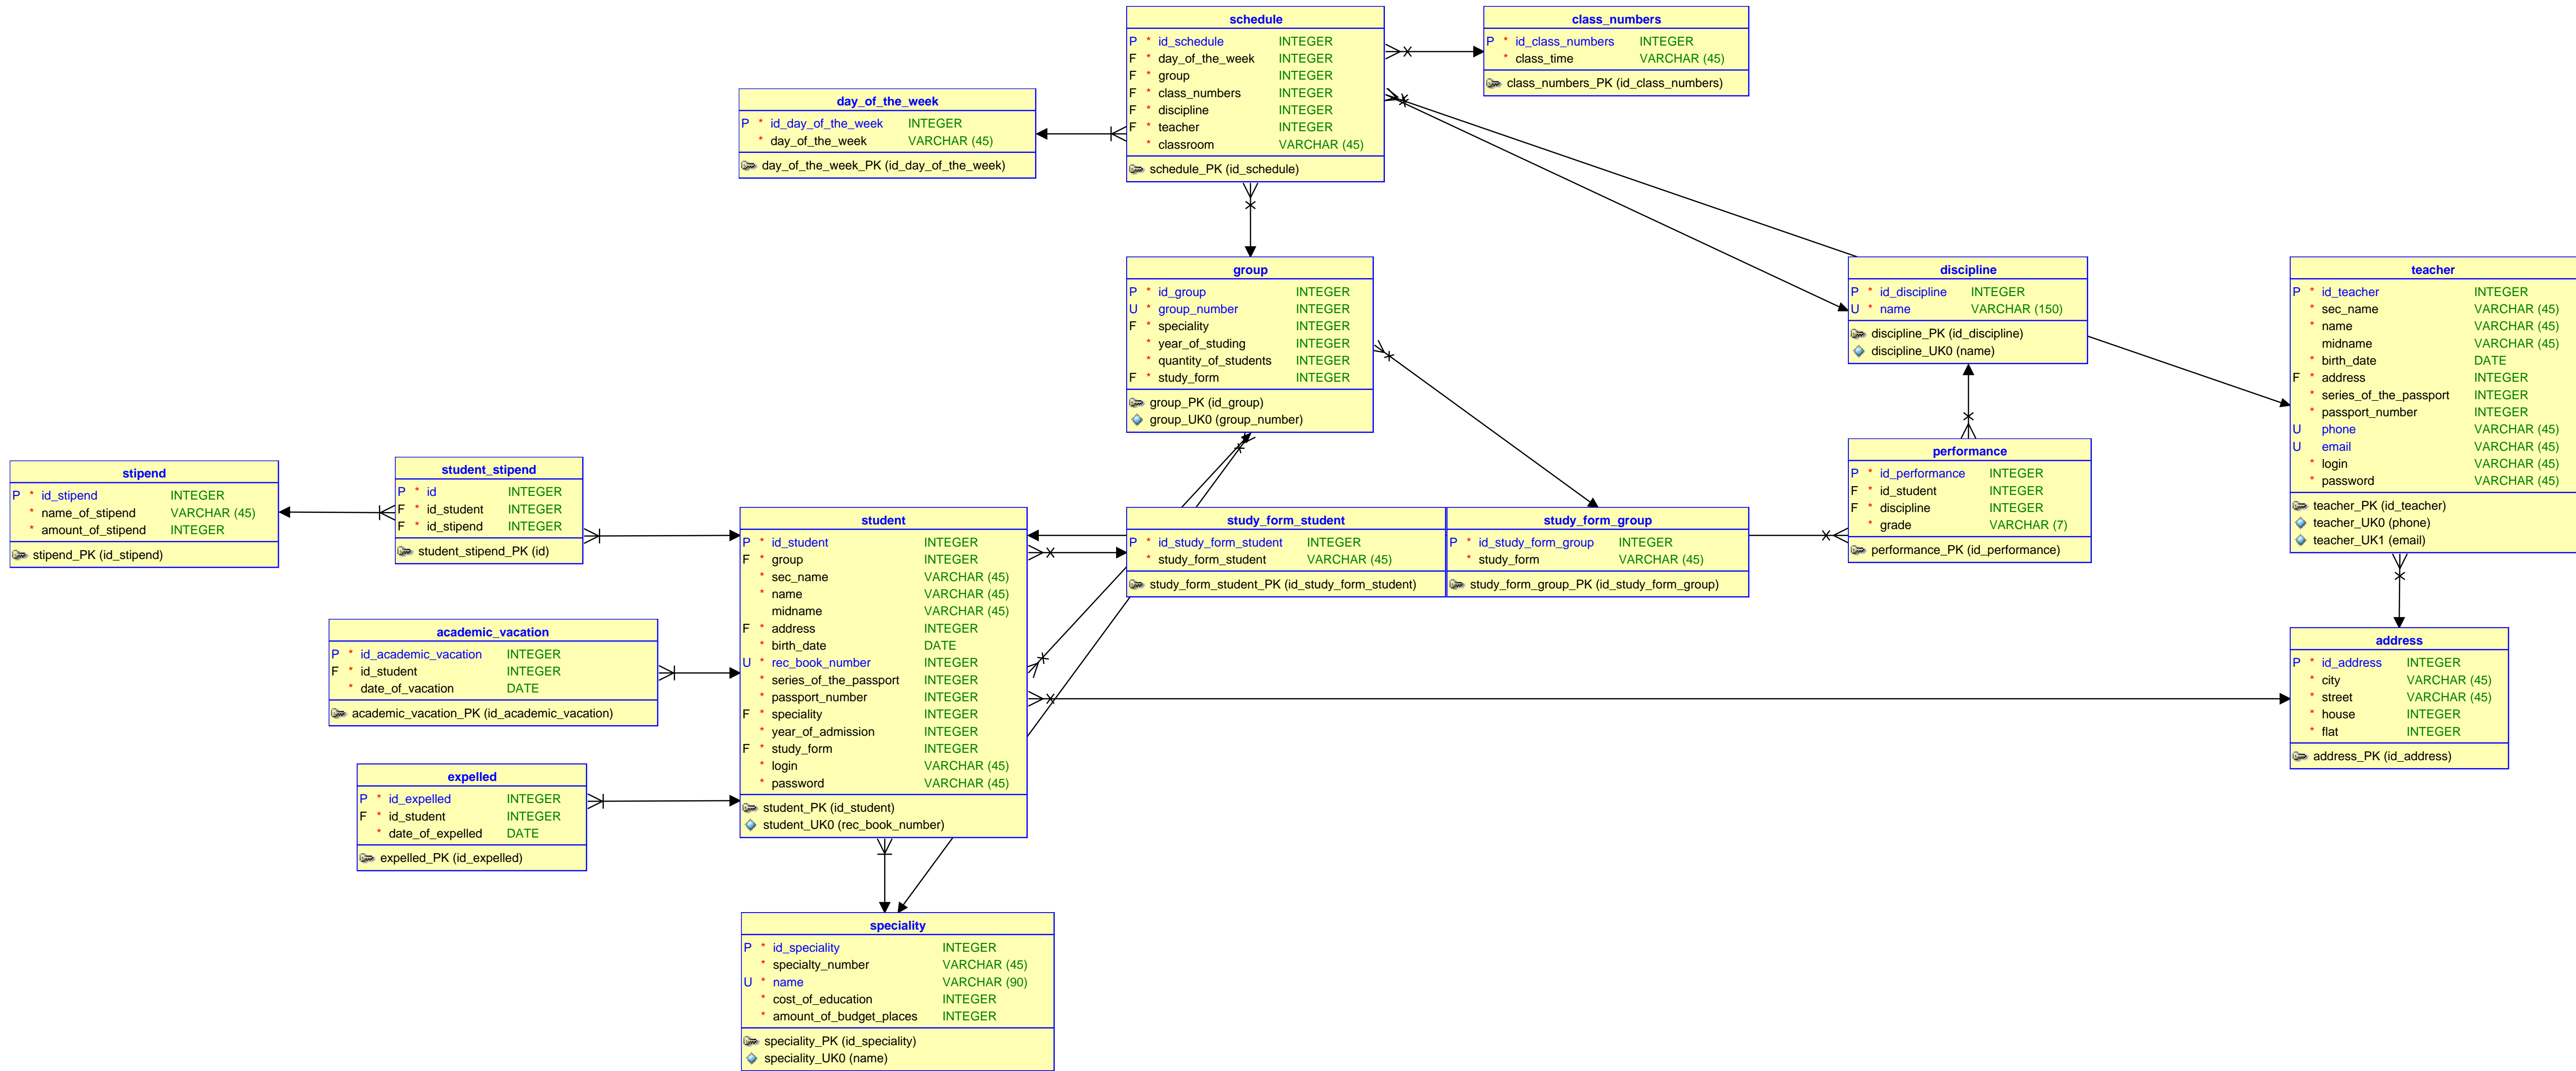 schedule
P * id_schedule INTEGER
F * day_of_the_week INTEGER
F * group INTEGER
F * class_numbers INTEGER
F * discipline INTEGER
F * teacher INTEGER
* classroom VARCHAR (45)
schedule_PK (id_schedule)
class_numbers
P * id_class_numbers INTEGER
* class_time VARCHAR (45)
class_numbers_PK (id_class_numbers)
day_of_the_week
P * id_day_of_the_week INTEGER
* day_of_the_week VARCHAR (45)
day_of_the_week_PK (id_day_of_the_week)
group
P * id_group INTEGER
U * group_number INTEGER
F * speciality INTEGER
* year_of_studing INTEGER
* quantity_of_students INTEGER
F * study_form INTEGER
group_PK (id_group)
group_UK0 (group_number)
discipline
P * id_discipline INTEGER
U * name VARCHAR (150)
discipline_PK (id_discipline)
discipline_UK0 (name)
teacher
P * id_teacher INTEGER
* sec_name VARCHAR (45)
* name VARCHAR (45)
midname VARCHAR (45)
* birth_date DATE
F * address INTEGER
* series_of_the_passport INTEGER
* passport_number INTEGER
U phone VARCHAR (45)
U email VARCHAR (45)
* login VARCHAR (45)
* password VARCHAR (45)
teacher_PK (id_teacher)
teacher_UK0 (phone)
teacher_UK1 (email)
stipend
P * id_stipend INTEGER
* name_of_stipend VARCHAR (45)
* amount_of_stipend INTEGER
stipend_PK (id_stipend)
student_stipend
P * id INTEGER
F * id_student INTEGER
F * id_stipend INTEGER
student_stipend_PK (id)
student
P * id_student INTEGER
F * group INTEGER
* sec_name VARCHAR (45)
* name VARCHAR (45)
midname VARCHAR (45)
F * address INTEGER
* birth_date DATE
U * rec_book_number INTEGER
* series_of_the_passport INTEGER
* passport_number INTEGER
F * speciality INTEGER
* year_of_admission INTEGER
F * study_form INTEGER
* login VARCHAR (45)
* password VARCHAR (45)
student_PK (id_student)
student_UK0 (rec_book_number)
study_form_student
P * id_study_form_student INTEGER
* study_form_student VARCHAR (45)
study_form_student_PK (id_study_form_student)
study_form_group
P * id_study_form_group INTEGER
* study_form VARCHAR (45)
study_form_group_PK (id_study_form_group)
performance
P * id_performance INTEGER
F * id_student INTEGER
F * discipline INTEGER
* grade VARCHAR (7)
performance_PK (id_performance)
academic_vacation
P * id_academic_vacation INTEGER
F * id_student INTEGER
* date_of_vacation DATE
academic_vacation_PK (id_academic_vacation)
address
P * id_address INTEGER
* city VARCHAR (45)
* street VARCHAR (45)
* house INTEGER
* flat INTEGER
address_PK (id_address)
expelled
P * id_expelled INTEGER
F * id_student INTEGER
* date_of_expelled DATE
expelled_PK (id_expelled)
speciality
P * id_speciality INTEGER
* specialty_number VARCHAR (45)
U * name VARCHAR (90)
* cost_of_education INTEGER
* amount_of_budget_places INTEGER
speciality_PK (id_speciality)
speciality_UK0 (name)